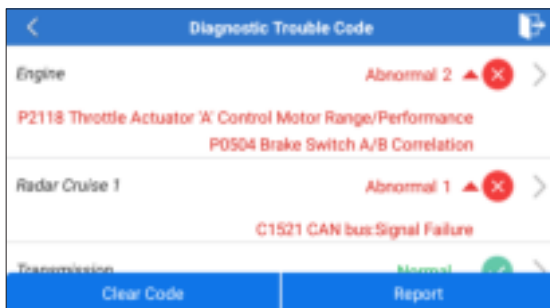 Diagnostic Trouble Code
Engine Abnormal 2
P2118 Throttle Actuator 'A' Control Motor Range/Performance
P0504 Brake Switch A/B Correlation
Radar Cruise 1 Abnormal 1
C1521 CAN bus:Signal Failure
Transmission Normal
Clear Code Report